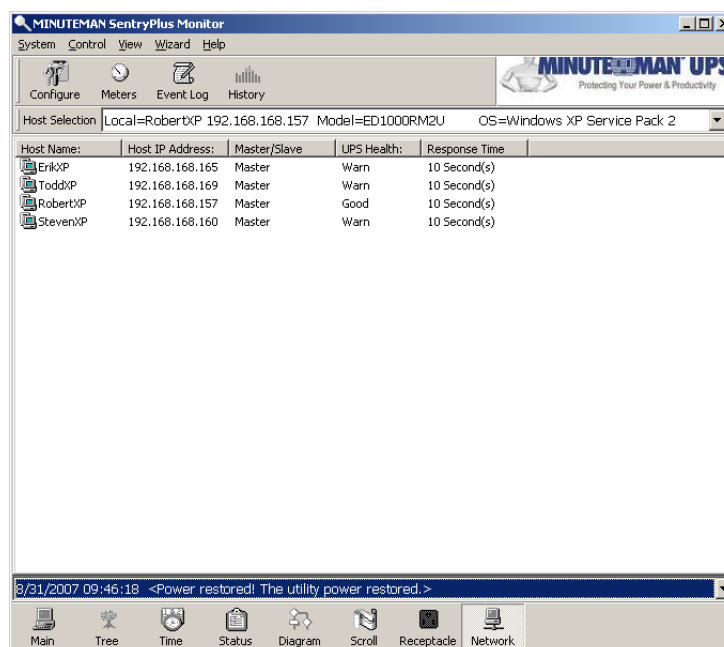 MINUTEMAN SentryPlus Monitor
System Control View Wizard Help
Configure Meters Event Log History
MINUTEMAN UPS
Protecting Your Power & Productivity
Host Selection Local=RobertXP 192.168.168.157 Model=ED1000RM2U OS=Windows XP Service Pack 2
Host Name: Host IP Address: Master/Slave UPS Health: Response Time
ErikXP 192.168.168.165 Master Warn 10 Second(s)
ToddXP 192.168.168.169 Master Warn 10 Second(s)
RobertXP 192.168.168.157 Master Good 10 Second(s)
StevenXP 192.168.168.160 Master Warn 10 Second(s)
8/31/2007 09:46:18 <Power restored! The utility power restored.>
Main Tree Time Status Diagram Scroll Receptacle Network